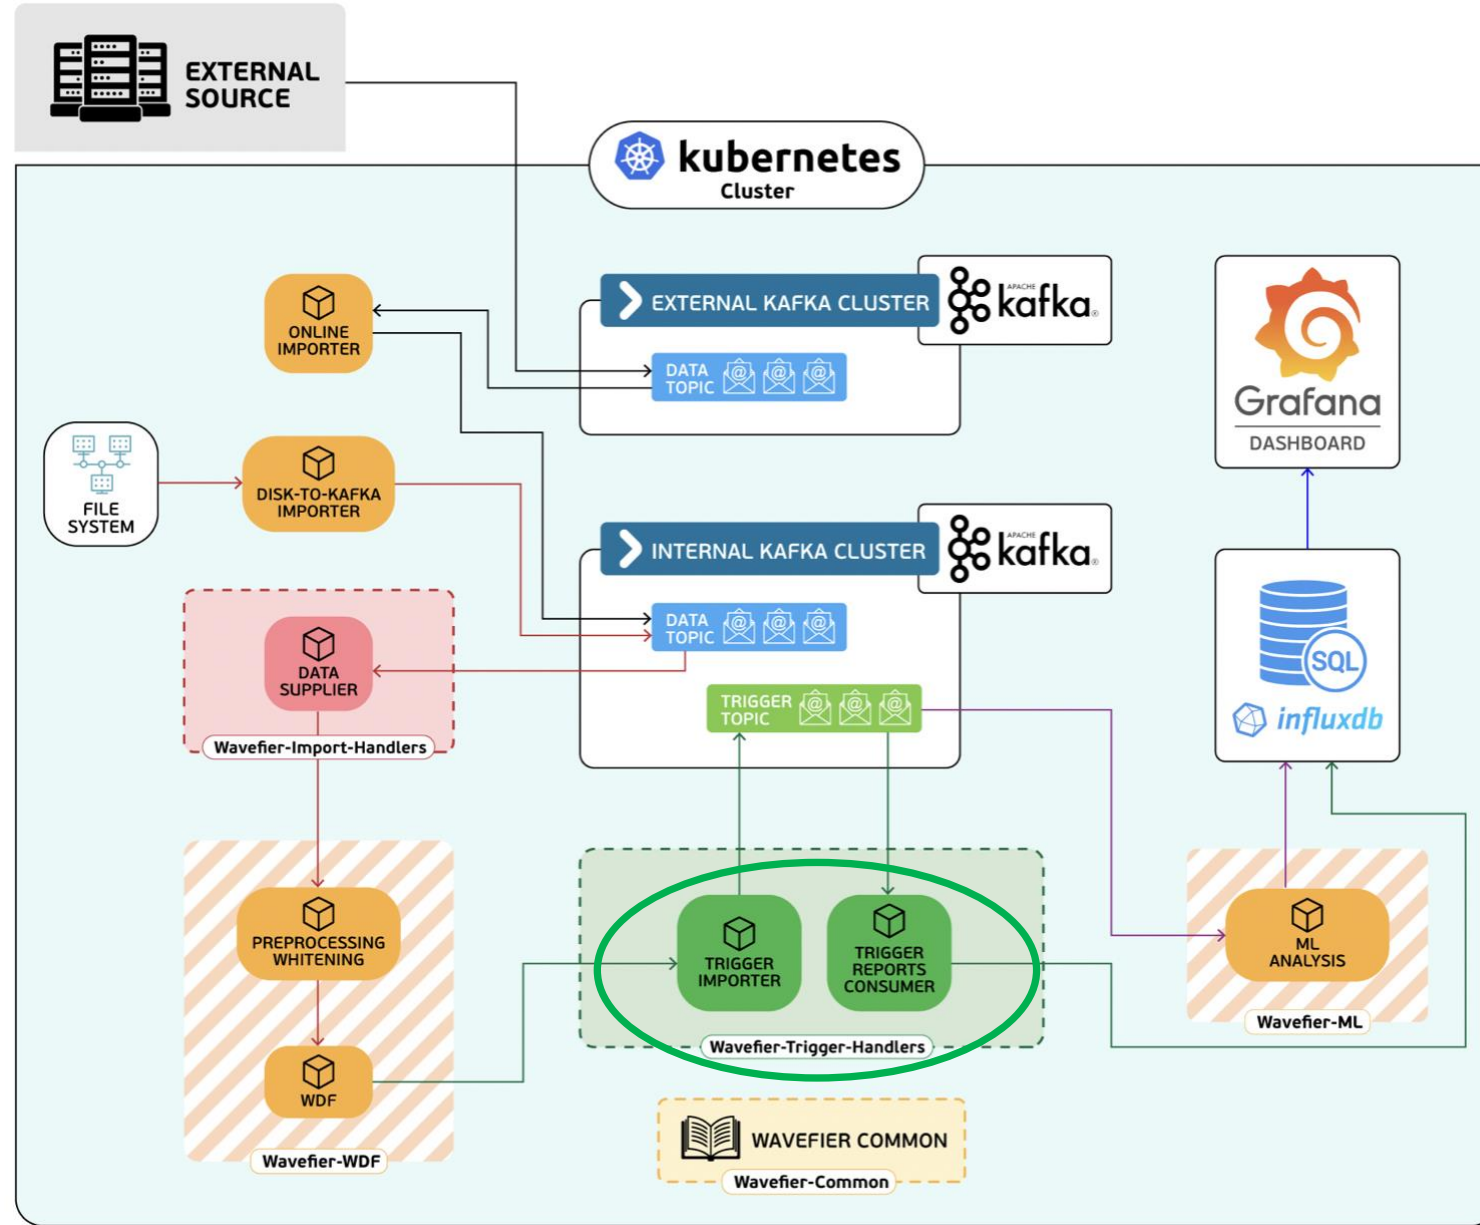 EXTERNAL
SOURCE
kubernetes
Cluster
ONLINE
IMPORTER
EXTERNAL KAFKA CLUSTER
APACHE
kafka®
DATA
TOPIC
@ @ @
Grafana
DASHBOARD
FILE
SYSTEM
DISK-TO-KAFKA
IMPORTER
INTERNAL KAFKA CLUSTER
APACHE
kafka®
DATA
TOPIC
@ @ @
DATA
SUPPLIER
Wavefier-Import-Handlers
TRIGGER
TOPIC
@ @ @
SQL
influxdb
PREPROCESSING
WHITENING
WDF
Wavefier-WDF
TRIGGER
IMPORTER
TRIGGER
REPORTS
CONSUMER
Wavefier-Trigger-Handlers
ML
ANALYSIS
Wavefier-ML
WAVEFIER COMMON
Wavefier-Common